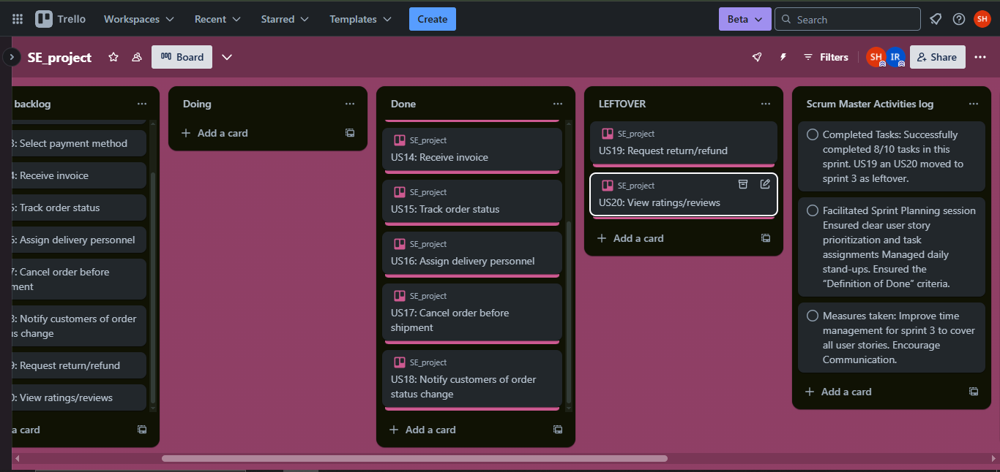 Trello
Workspaces
Recent
Starred
Templates
Create
Beta
Search
SH
SE_project
Board
Filters
SH
IR
Share
backlog
3: Select payment method
4: Receive invoice
5: Track order status
6: Assign delivery personnel
7: Cancel order before
ment
8: Notify customers of order
us change
9: Request return/refund
0: View ratings/reviews
a card
Doing
Add a card
Done
SE_project
US14: Receive invoice
SE_project
US15: Track order status
SE_project
US16: Assign delivery personnel
SE_project
US17: Cancel order before
shipment
SE_project
US18: Notify customers of order
status change
Add a card
LEFTOVER
SE_project
US19: Request return/refund
SE_project
US20: View ratings/reviews
Add a card
Scrum Master Activities log
Completed Tasks: Successfully
completed 8/10 tasks in this
sprint. US19 an US20 moved to
sprint 3 as leftover.
Facilitated Sprint Planning session
Ensured clear user story
prioritization and task
assignments Managed daily
stand-ups. Ensured the
“Definition of Done” criteria.
Measures taken: Improve time
management for sprint 3 to cover
all user stories. Encourage
Communication.
Add a card